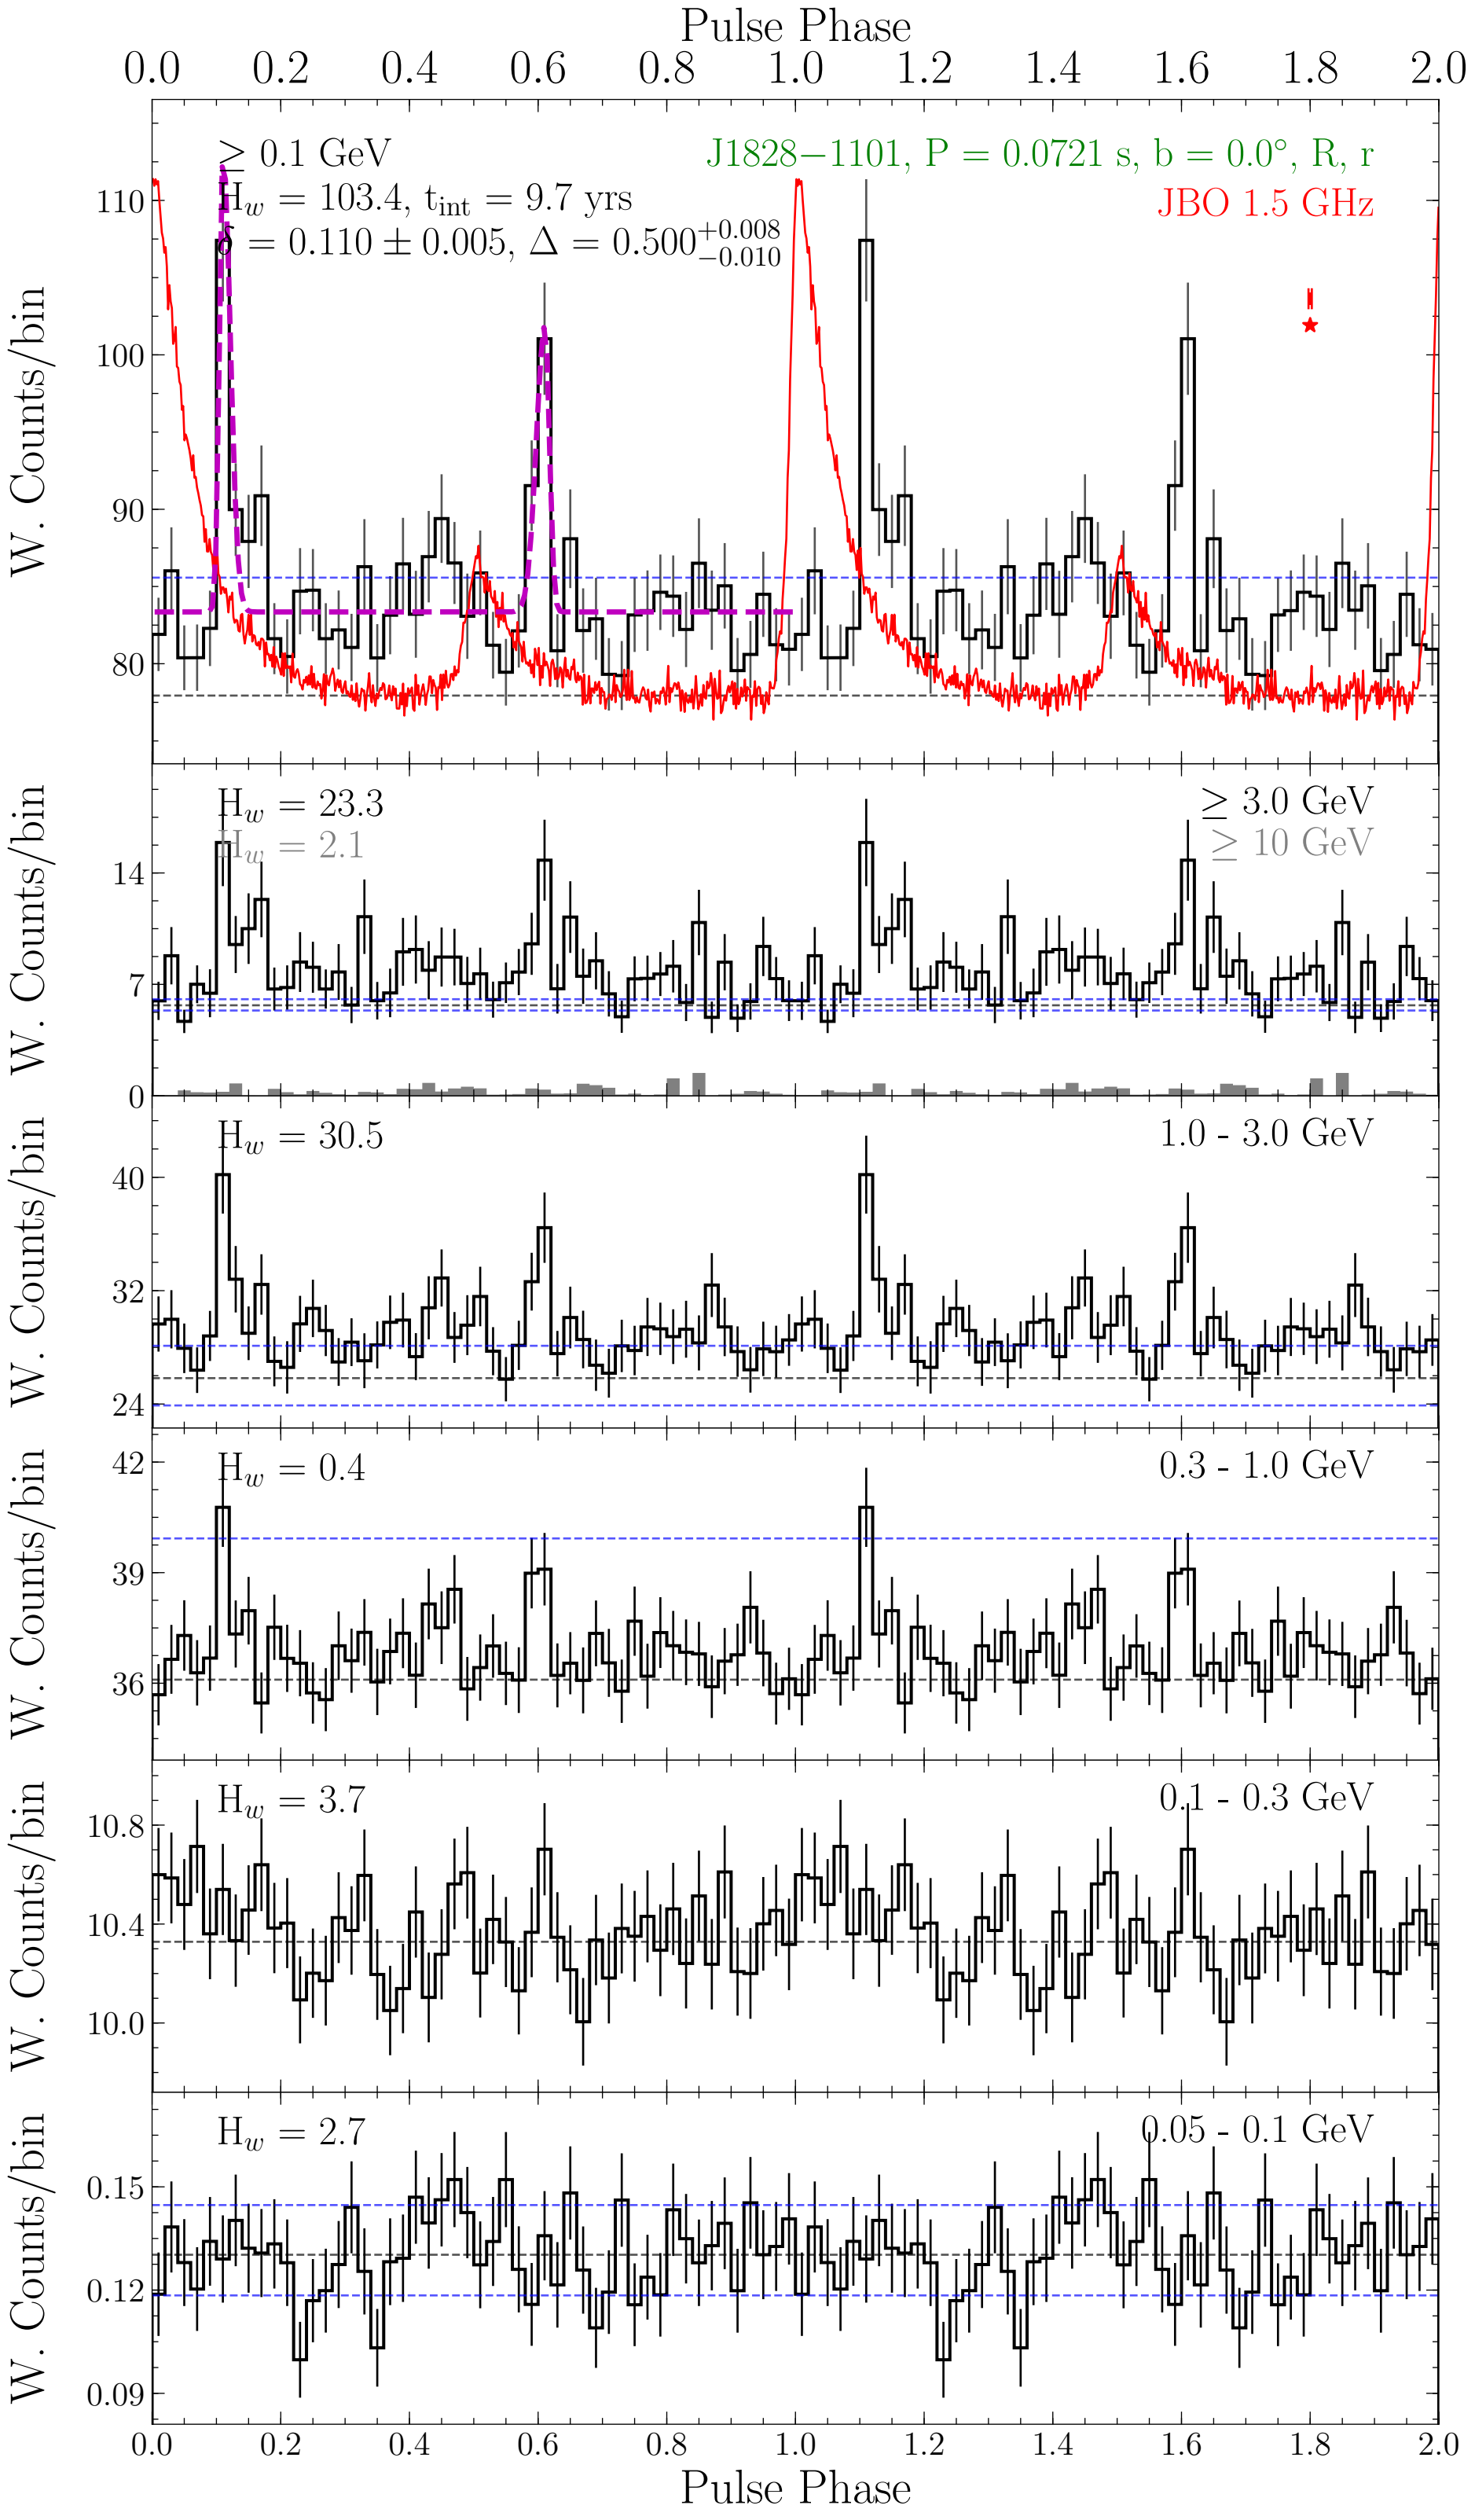 Pulse Phase
0.0 0.2 0.4 0.6 0.8 1.0 1.2 1.4 1.6 1.8 2.0
≥ 0.1 GeV
J1828−1101, P = 0.0721 s, b = 0.0°, R, r
H_w = 103.4, t_int = 9.7 yrs
JBO 1.5 GHz
δ = 0.110 ± 0.005, Δ = 0.500^{+0.008}_{−0.010}
110
100
90
80
W. Counts/bin
H_w = 23.3
≥ 3.0 GeV
H_w = 2.1
≥ 10 GeV
14
7
0
W. Counts/bin
H_w = 30.5
1.0 - 3.0 GeV
40
32
24
W. Counts/bin
H_w = 0.4
0.3 - 1.0 GeV
42
39
36
W. Counts/bin
H_w = 3.7
0.1 - 0.3 GeV
10.8
10.4
10.0
W. Counts/bin
H_w = 2.7
0.05 - 0.1 GeV
0.15
0.12
0.09
W. Counts/bin
0.0 0.2 0.4 0.6 0.8 1.0 1.2 1.4 1.6 1.8 2.0
Pulse Phase